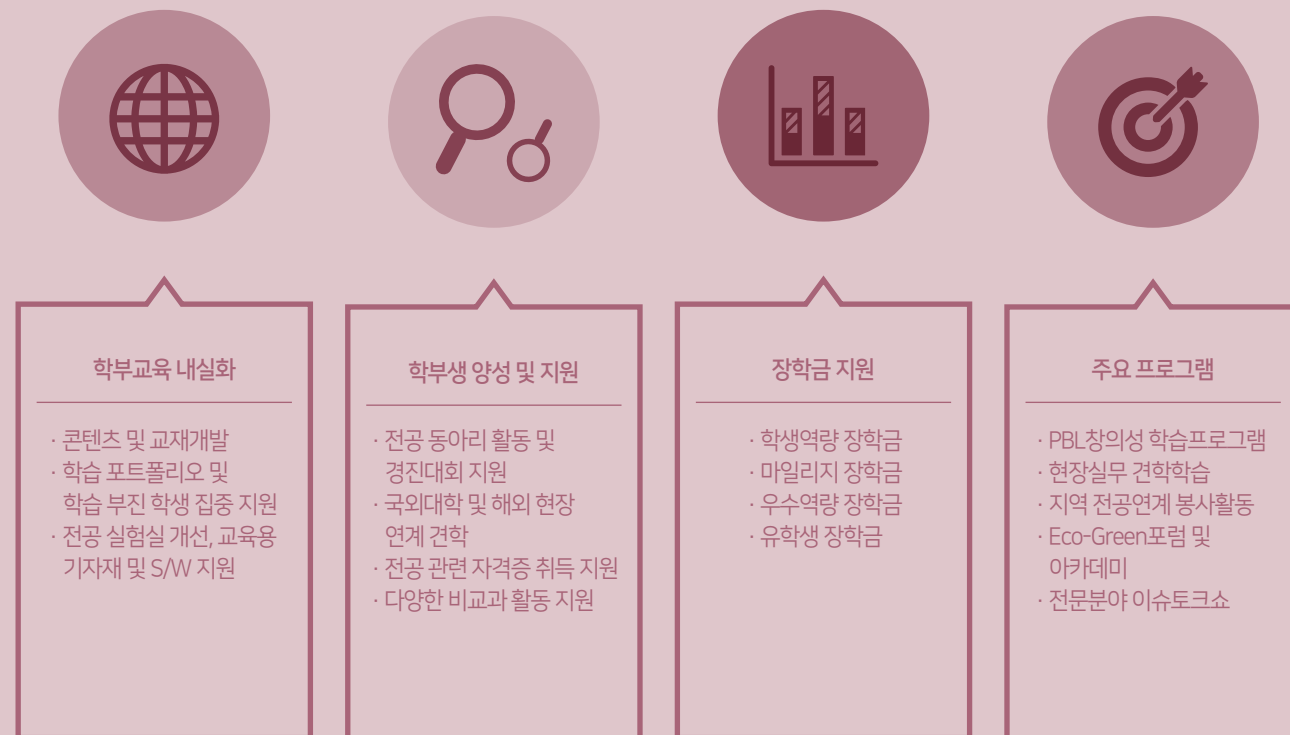 학부교육 내실화
· 콘텐츠 및 교재개발
· 학습 포트폴리오 및
학습 부진 학생 집중 지원
· 전공 실험실 개선, 교육용
기자재 및 S/W 지원
학부생 양성 및 지원
· 전공 동아리 활동 및
경진대회 지원
· 국외대학 및 해외 현장
연계 견학
· 전공 관련 자격증 취득 지원
· 다양한 비교과 활동 지원
장학금 지원
· 학생역량 장학금
· 마일리지 장학금
· 우수역량 장학금
· 유학생 장학금
주요 프로그램
· PBL창의성 학습프로그램
· 현장실무 견학학습
· 지역 전공연계 봉사활동
· Eco-Green포럼 및
아카데미
· 전문분야 이슈토크쇼